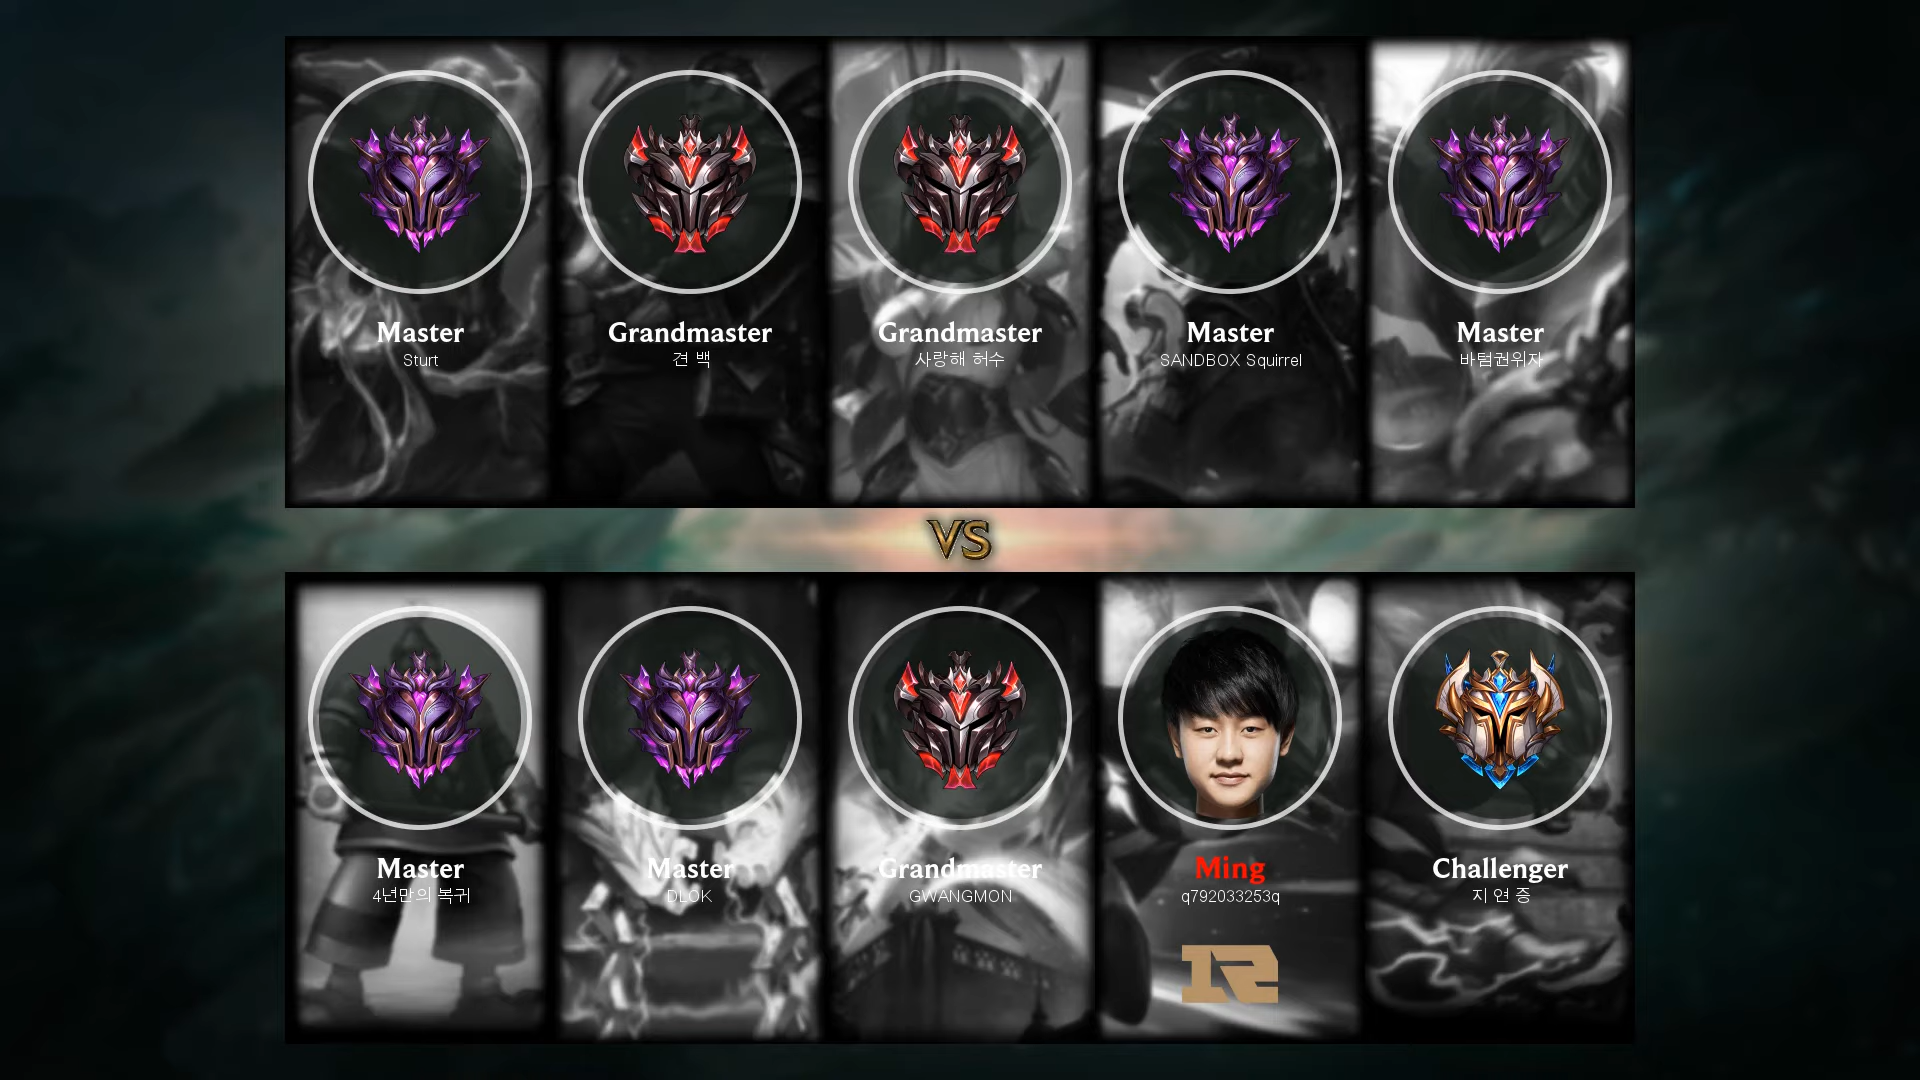 Master
Sturt
Grandmaster
견 백
Grandmaster
사랑해 허수
Master
SANDBOX Squirrel
Master
바텀권위자
VS
Master
4년만의 복귀
Master
DLOK
Grandmaster
GWANGMON
Ming
q792033253q
R
Challenger
지 연 증